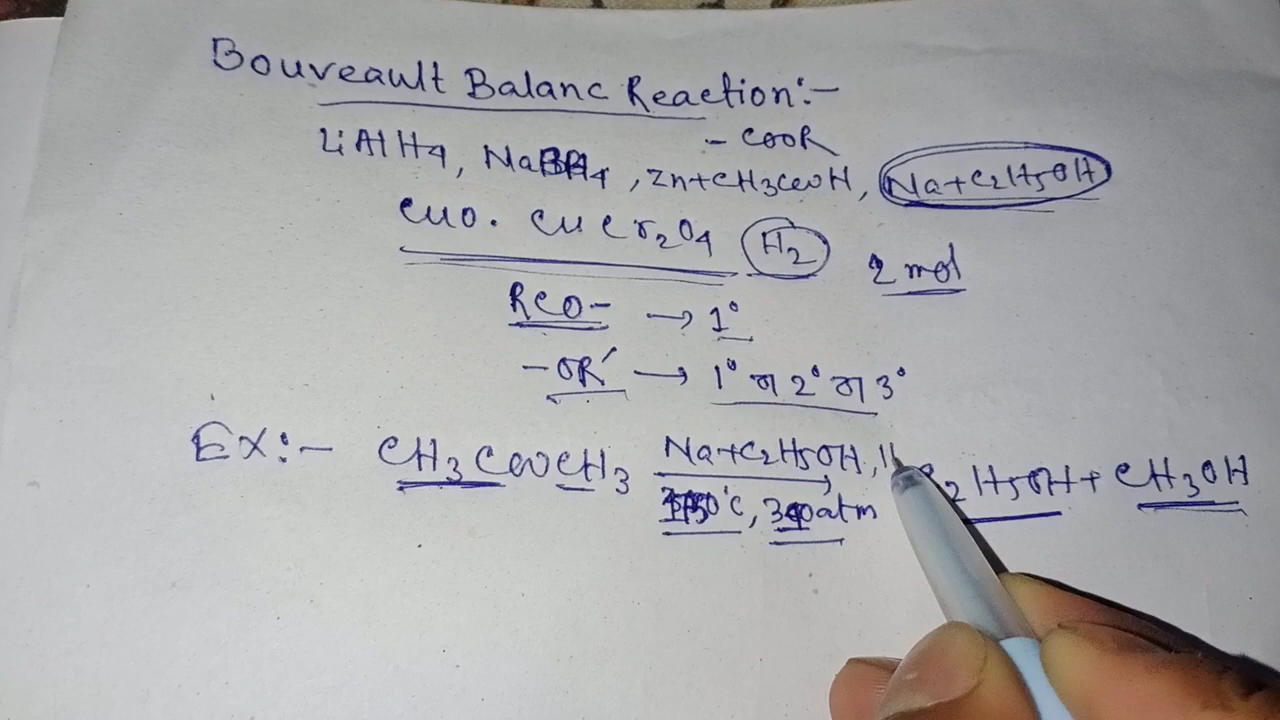 Bouveault Balanc Reaction:-
- COOR
LiAlH4, NaBH4, Zn+CH3COOH, Na+C2H5OH
CuO. CuCr2O4 H2 2 mol
RCO- → 1°
-OR' → 1° বা 2° বা 3°
Ex:- CH3COOCH3 Na+C2H5OH, C2H5OH + CH3OH
°C, atm